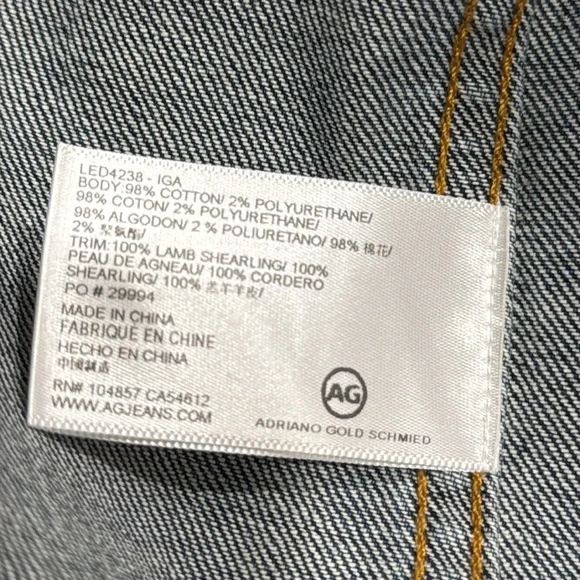 LED4238 - IGA
BODY:98% COTTON/ 2% POLYURETHANE/
98% COTON/ 2% POLYURETHANE/
98% ALGODON/ 2 % POLIURETANO/ 98% 棉花/
2% 聚氨酯/
TRIM:100% LAMB SHEARLING/ 100%
PEAU DE AGNEAU/ 100% CORDERO
SHEARLING/ 100% 羔羊羊皮/
PO # 29994
MADE IN CHINA
FABRIQUE EN CHINE
HECHO EN CHINA
中國製造
RN# 104857 CA54612
WWW.AGJEANS.COM
AG
ADRIANO GOLD SCHMIED